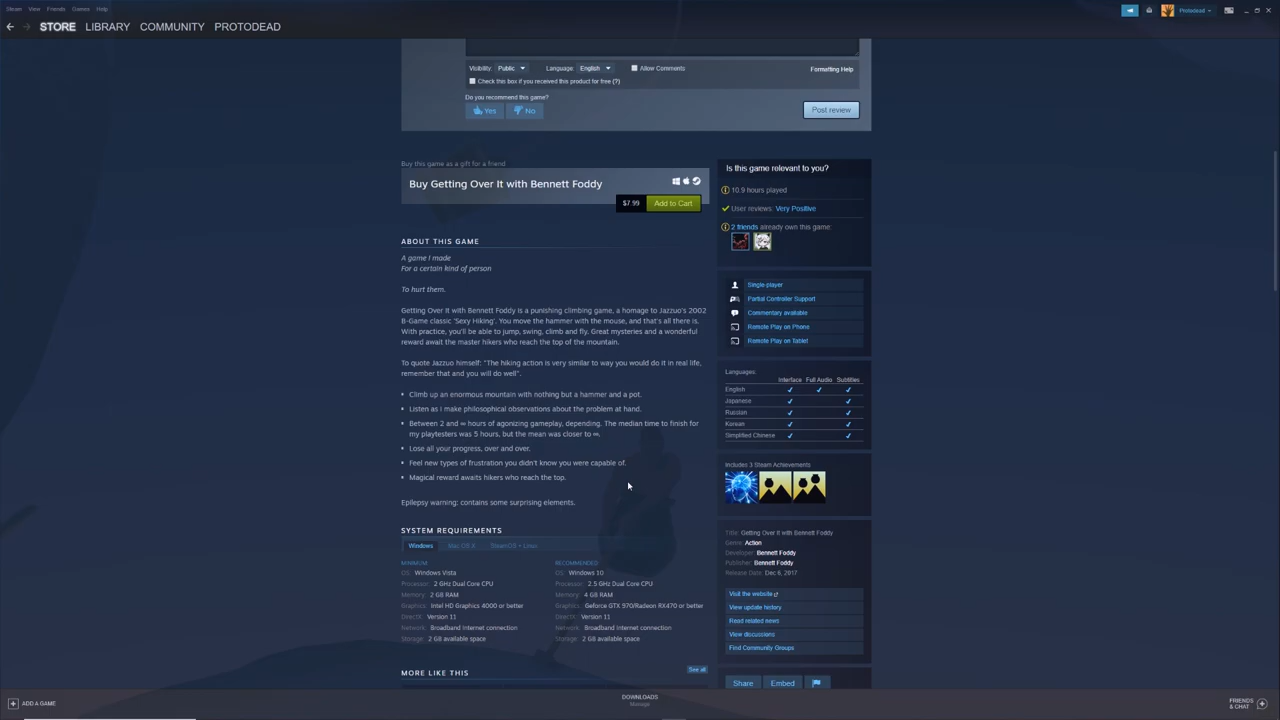 Steam View Friends Games Help
Protodead
STORE LIBRARY COMMUNITY PROTODEAD
Visibility: Public Language: English Allow Comments
Formatting Help
Check this box if you received this product for free (?)
Do you recommend this game?
Yes No
Post review
Buy this game as a gift for a friend
Buy Getting Over It with Bennett Foddy
$7.99 Add to Cart
ABOUT THIS GAME
A game I made
For a certain kind of person
To hurt them.
Getting Over It with Bennett Foddy is a punishing climbing game, a homage to Jazzuo's 2002
B-Game classic 'Sexy Hiking'. You move the hammer with the mouse, and that's all there is.
With practice, you'll be able to jump, swing, climb and fly. Great mysteries and a wonderful
reward await the master hikers who reach the top of the mountain.
To quote Jazzuo himself: "The hiking action is very similar to way you would do it in real life,
remember that and you will do well".
Climb up an enormous mountain with nothing but a hammer and a pot.
Listen as I make philosophical observations about the problem at hand.
Between 2 and ∞ hours of agonizing gameplay, depending. The median time to finish for
my playtesters was 5 hours, but the mean was closer to ∞.
Lose all your progress, over and over.
Feel new types of frustration you didn't know you were capable of.
Magical reward awaits hikers who reach the top.
Epilepsy warning: contains some surprising elements.
SYSTEM REQUIREMENTS
Windows Mac OS X SteamOS + Linux
MINIMUM:
OS: Windows Vista
Processor: 2 GHz Dual Core CPU
Memory: 2 GB RAM
Graphics: Intel HD Graphics 4000 or better
DirectX: Version 11
Network: Broadband Internet connection
Storage: 2 GB available space
RECOMMENDED:
OS: Windows 10
Processor: 2.5 GHz Dual Core CPU
Memory: 4 GB RAM
Graphics: Geforce GTX 970/Radeon RX470 or better
DirectX: Version 11
Network: Broadband Internet connection
Storage: 2 GB available space
MORE LIKE THIS
See all
Is this game relevant to you?
10.9 hours played
User reviews: Very Positive
2 friends already own this game:
Single-player
Partial Controller Support
Commentary available
Remote Play on Phone
Remote Play on Tablet
Languages:
Interface Full Audio Subtitles
English ✓ ✓ ✓
Japanese ✓ ✓
Russian ✓ ✓
Korean ✓ ✓
Simplified Chinese ✓ ✓
Includes 3 Steam Achievements
Title: Getting Over It with Bennett Foddy
Genre: Action
Developer: Bennett Foddy
Publisher: Bennett Foddy
Release Date: Dec 6, 2017
Visit the website
View update history
Read related news
View discussions
Find Community Groups
Share Embed
ADD A GAME
DOWNLOADS
Manage
FRIENDS
& CHAT